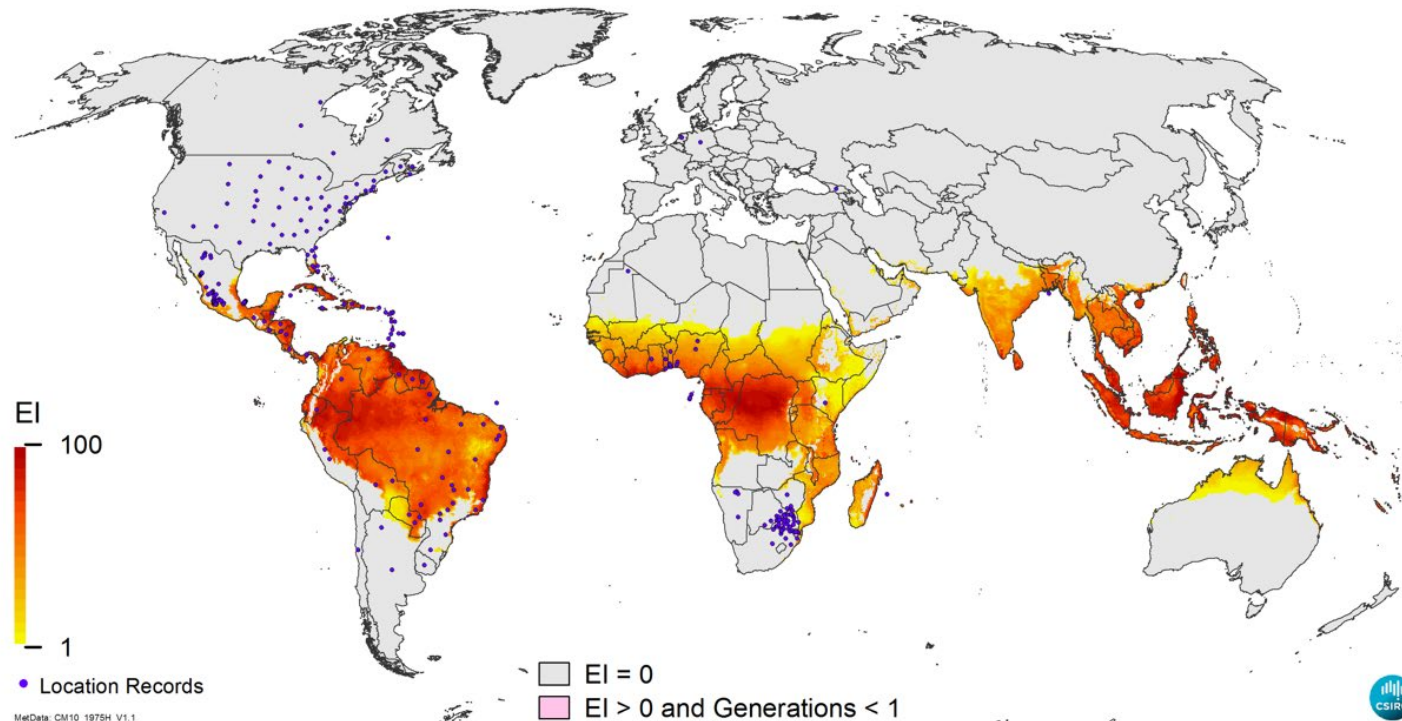 EI
100
1
Location Records
MetData: CM10_1975H_V1.1
EI = 0
EI > 0 and Generations < 1
CSIRO